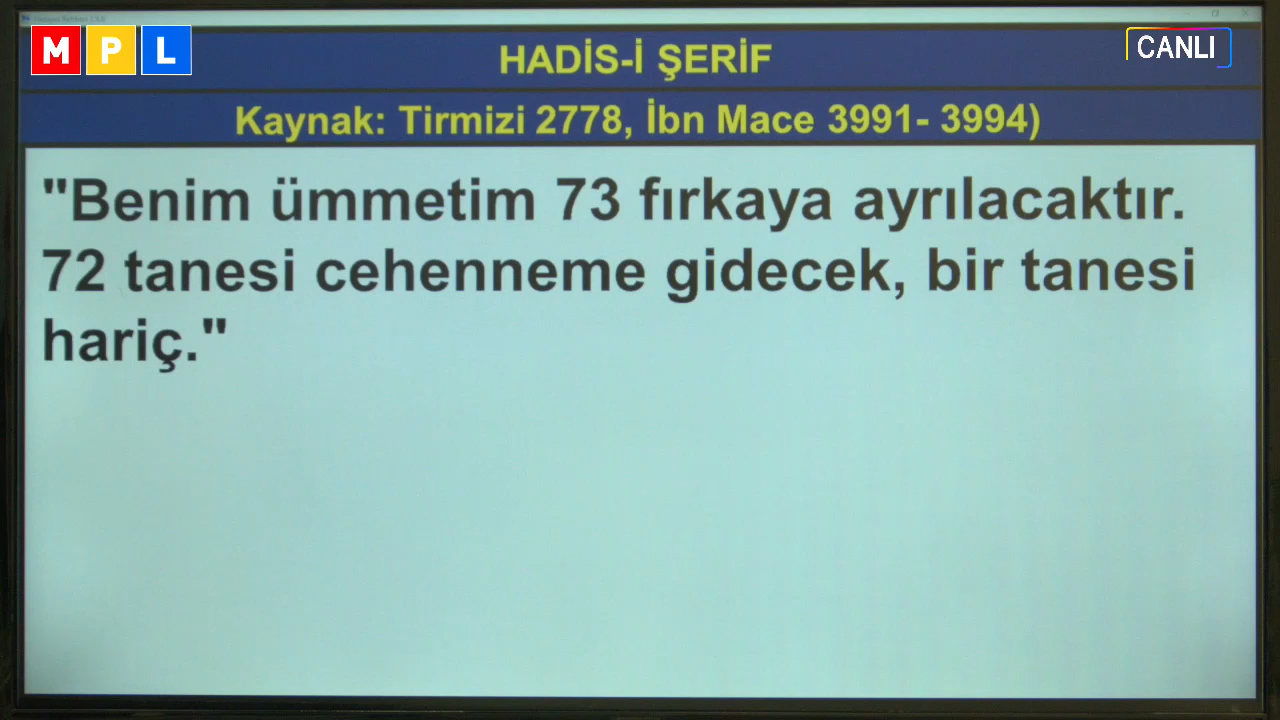 MPL
CANLI
HADİS-İ ŞERİF
Kaynak: Tirmizi 2778, İbn Mace 3991- 3994)
"Benim ümmetim 73 fırkaya ayrılacaktır.
72 tanesi cehenneme gidecek, bir tanesi
hariç."